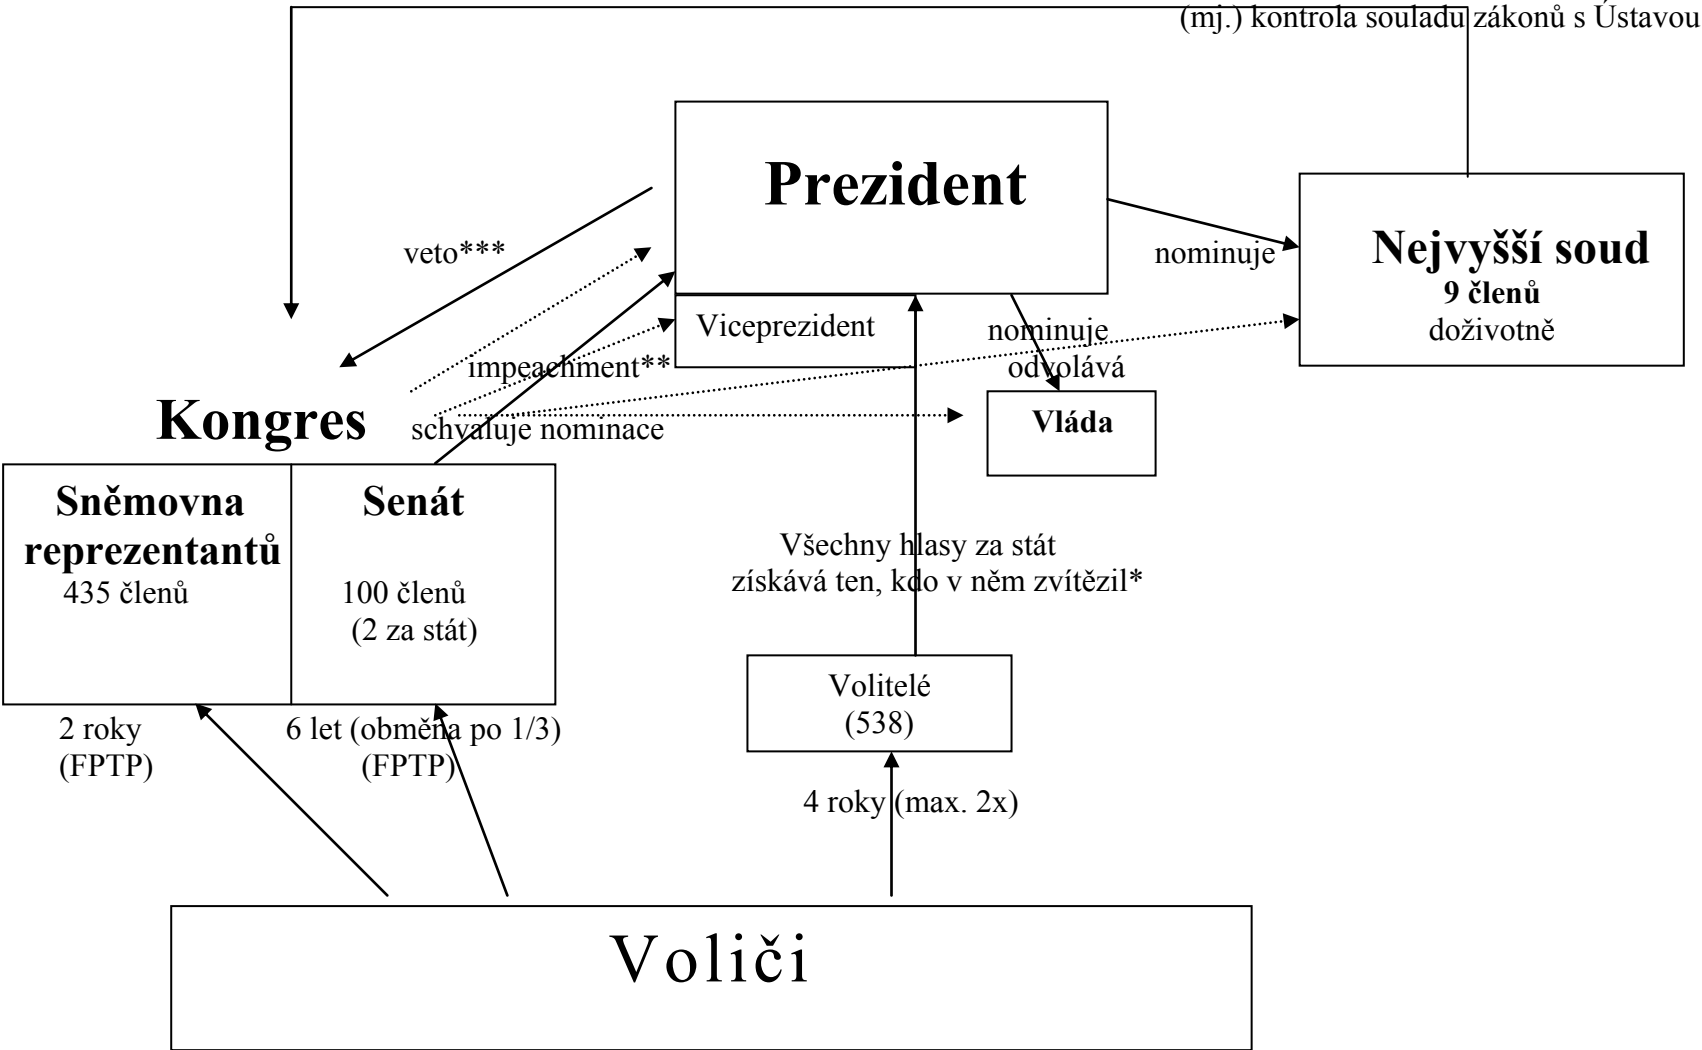 (mj.) kontrola souladu zákonů s Ústavou
Prezident
veto***
nominuje
Nejvyšší soud
9 členů
doživotně
Viceprezident
nominuje
odvolává
impeachment**
Kongres
schvaluje nominace
Vláda
Sněmovna
reprezentantů
435 členů
Senát
100 členů
(2 za stát)
Všechny hlasy za stát
získává ten, kdo v něm zvítězil*
Volitelé
(538)
2 roky
(FPTP)
6 let (obměna po 1/3)
(FPTP)
4 roky (max. 2x)
Voliči